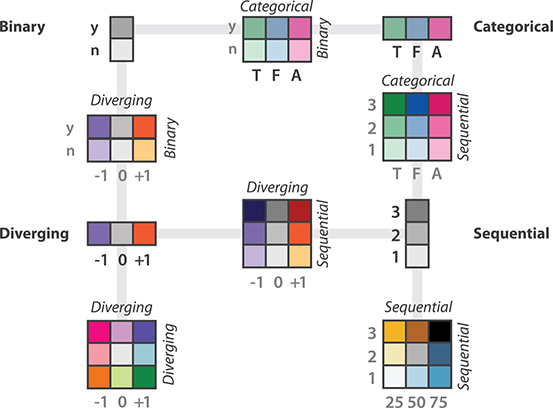 Binary
y
n
Categorical
y
n
Binary
T F A
Categorical
T F A
Diverging
y
n
Binary
-1 0 +1
Categorical
3
2
1
Sequential
T F A
Diverging
-1 0 +1
Diverging
Sequential
-1 0 +1
3
2
1
Sequential
Diverging
Diverging
-1 0 +1
Sequential
3
2
1
Sequential
25 50 75